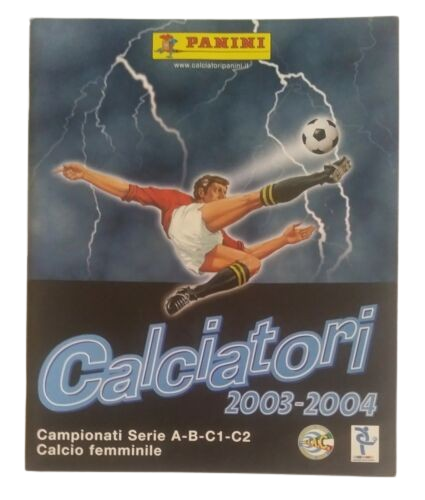 PANINI
www.calciatoripanini.it
Calciatori
2003-2004
Campionati Serie A-B-C1-C2
Calcio femminile